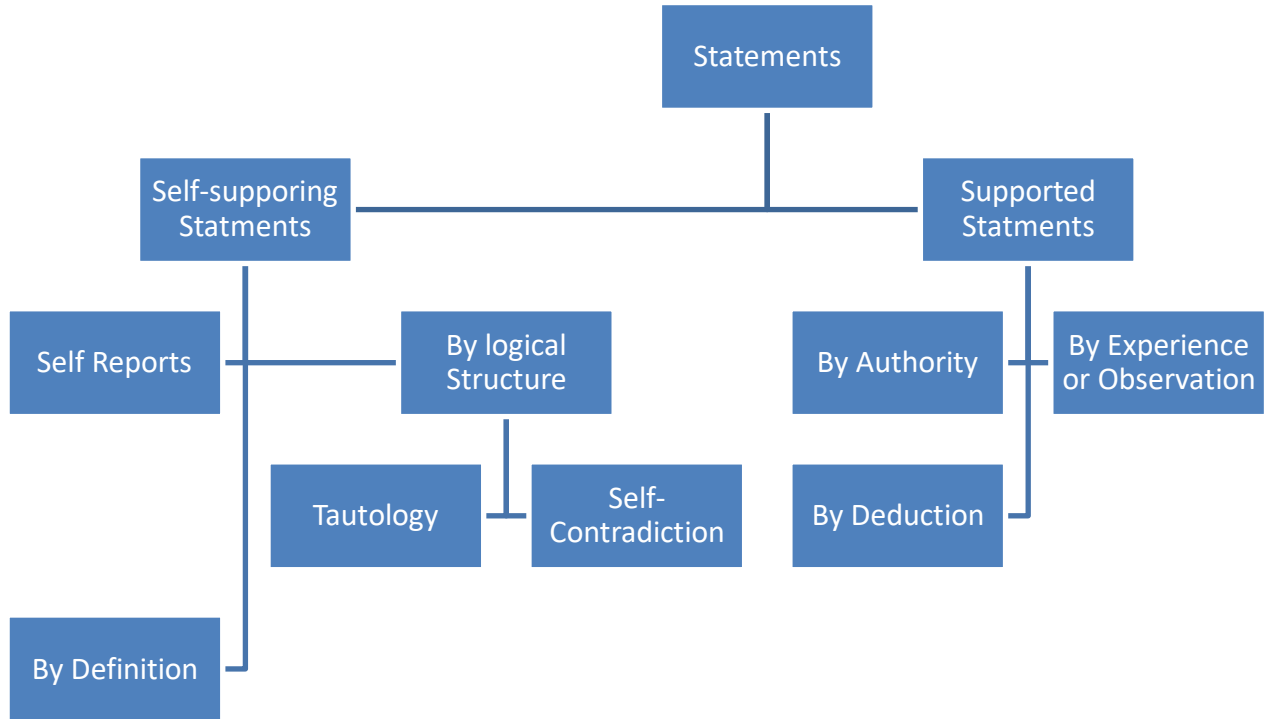 Statements
Self-supporing
Statments
Supported
Statments
Self Reports
By logical
Structure
By Authority
By Experience
or Observation
Tautology
Self-
Contradiction
By Deduction
By Definition